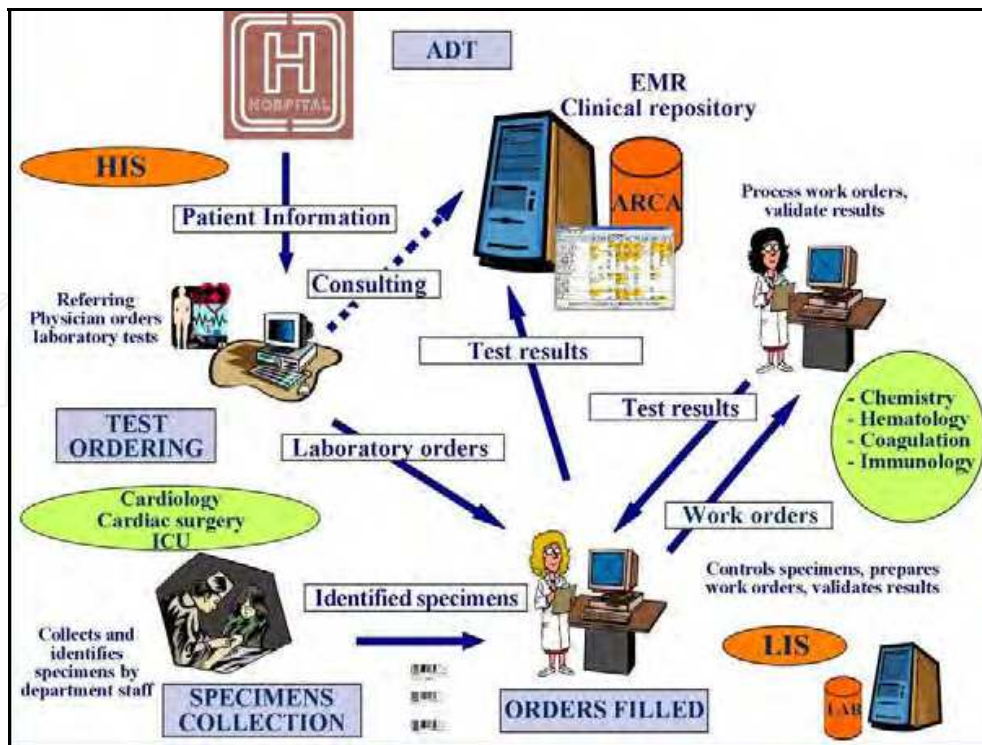 H
HOSPITAL
ADT
EMR
Clinical repository
HIS
ARCA
Process work orders,
validate results
Patient Information
Consulting
Referring
Physician orders
laboratory tests
Test results
Test results
- Chemistry
- Hematology
- Coagulation
- Immunology
TEST
ORDERING
Laboratory orders
Work orders
Cardiology
Cardiac surgery
ICU
Controls specimens, prepares
work orders, validates results
Identified specimens
Collects and
identifies
specimens by
department staff
LIS
SPECIMENS
COLLECTION
ORDERS FILLED
LAB